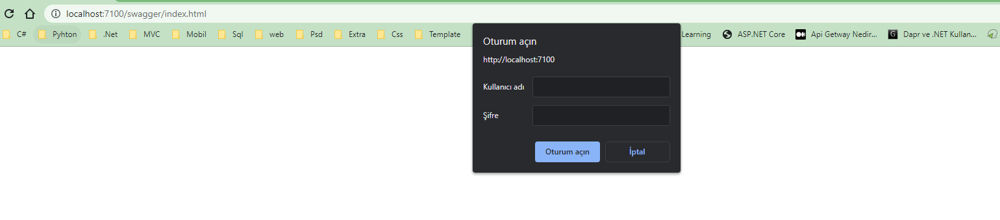 localhost:7100/swagger/index.html
C# Pyhton .Net MVC Mobil Sql web Psd Extra Css Template Learning ASP.NET Core Api Getway Nedir... Dapr ve .NET Kullan...
Oturum açın
http://localhost:7100
Kullanıcı adı
Şifre
Oturum açın İptal